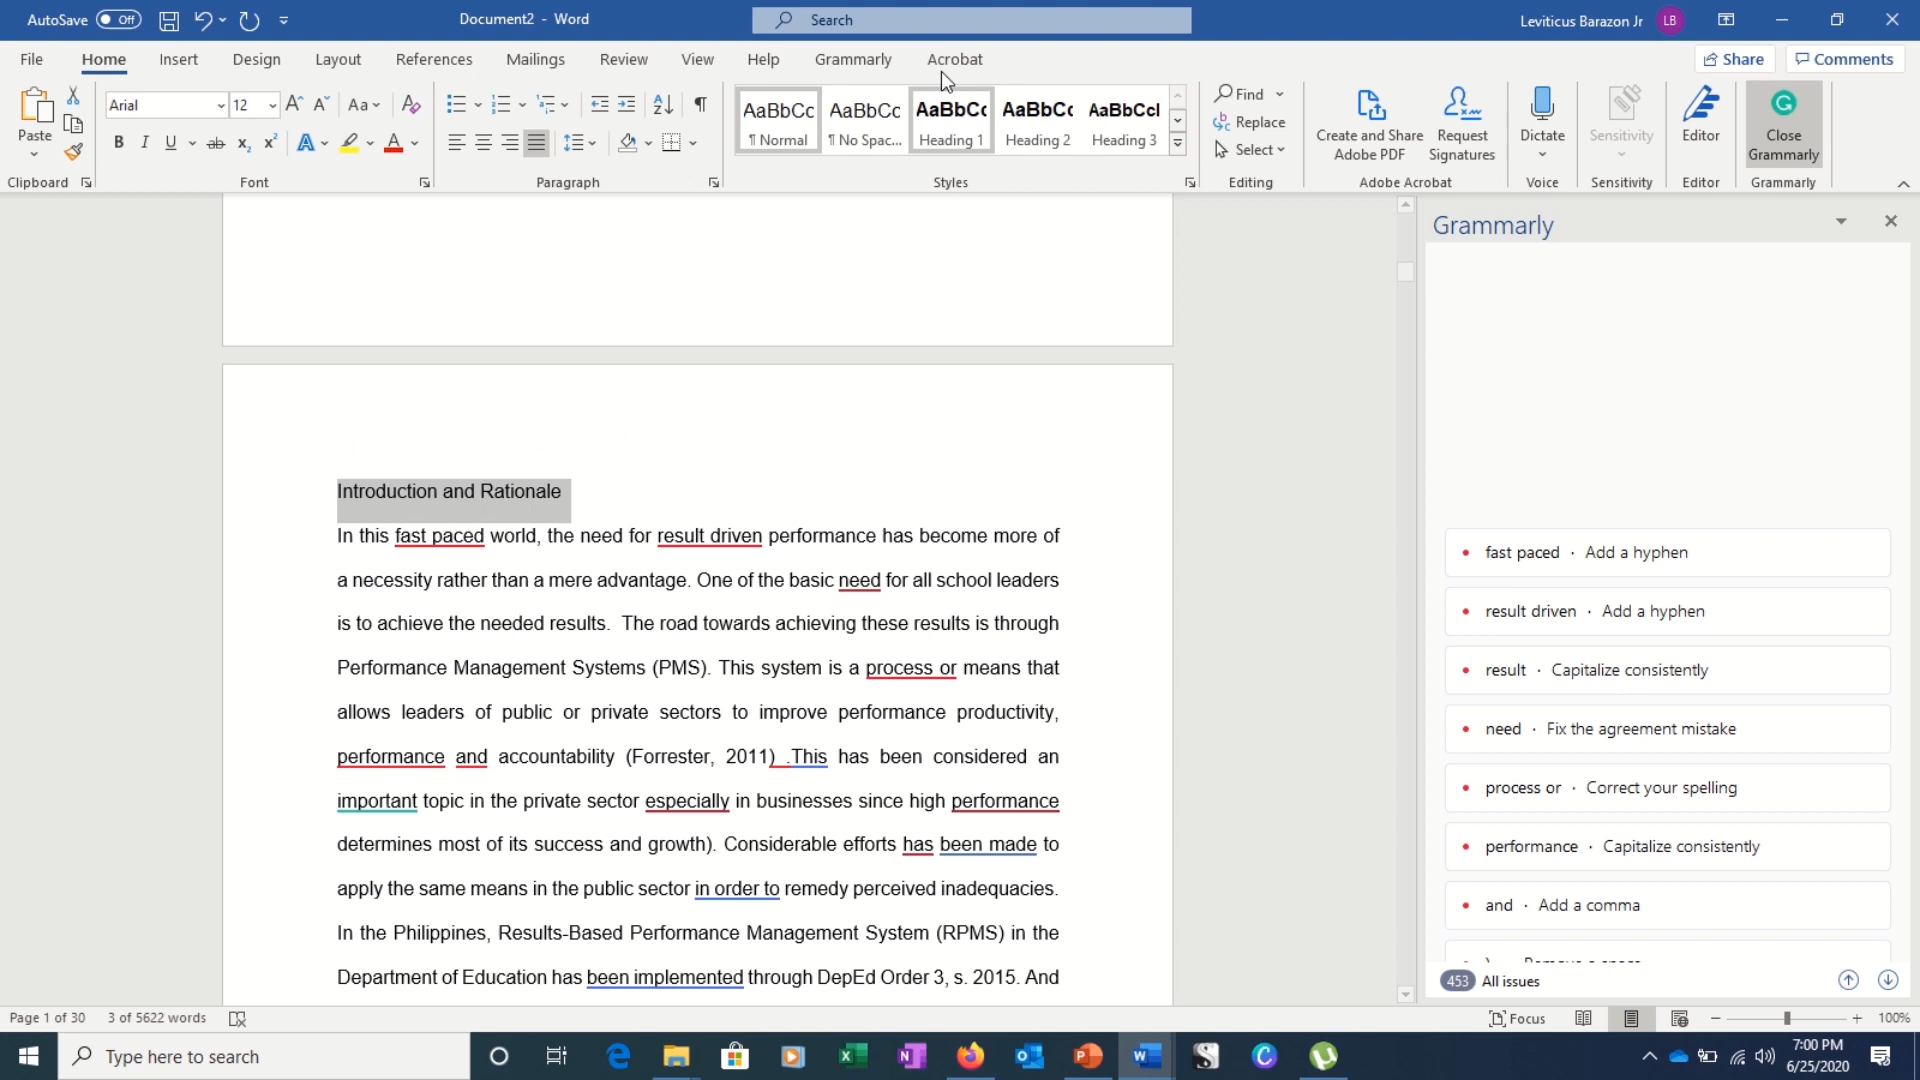 AutoSave Off
Document2 - Word
Search
Leviticus Barazon Jr LB
File Home Insert Design Layout References Mailings Review View Help Grammarly Acrobat
Share Comments
Arial 12
Paste
Clipboard
Font
Paragraph
AaBbCc AaBbCc AaBbCc AaBbCc AaBbCcI
¶ Normal ¶ No Spac... Heading 1 Heading 2 Heading 3
Styles
Find
Replace
Select
Editing
Create and Share
Adobe PDF
Request
Signatures
Adobe Acrobat
Dictate
Voice
Sensitivity
Sensitivity
Editor
Editor
Close
Grammarly
Grammarly
Introduction and Rationale
In this fast paced world, the need for result driven performance has become more of
a necessity rather than a mere advantage. One of the basic need for all school leaders
is to achieve the needed results.  The road towards achieving these results is through
Performance Management Systems (PMS). This system is a process or means that
allows leaders of public or private sectors to improve performance productivity,
performance and accountability (Forrester, 2011) .This has been considered an
important topic in the private sector especially in businesses since high performance
determines most of its success and growth). Considerable efforts has been made to
apply the same means in the public sector in order to remedy perceived inadequacies.
In the Philippines, Results-Based Performance Management System (RPMS) in the
Department of Education has been implemented through DepEd Order 3, s. 2015. And
Grammarly
fast paced · Add a hyphen
result driven · Add a hyphen
result · Capitalize consistently
need · Fix the agreement mistake
process or · Correct your spelling
performance · Capitalize consistently
and · Add a comma
453 All issues
Page 1 of 30 3 of 5622 words
Focus
100%
Type here to search
7:00 PM
6/25/2020